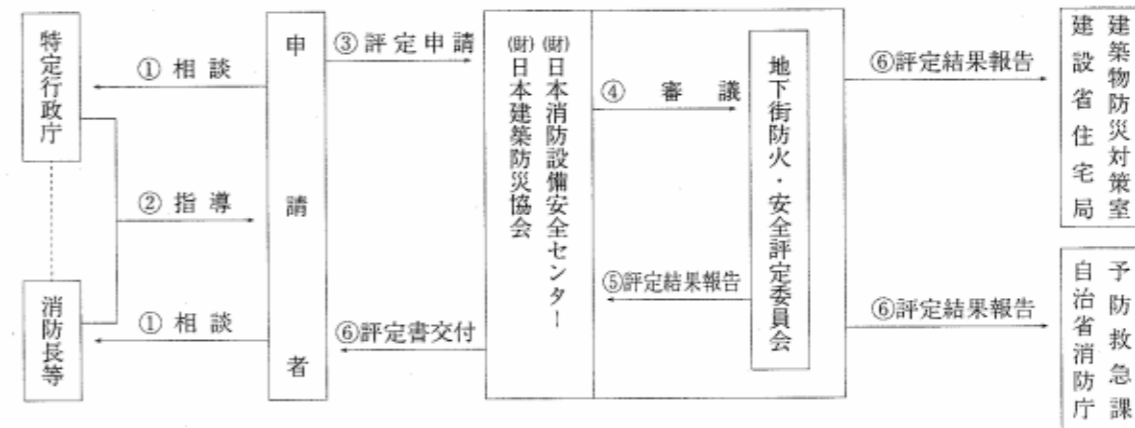 特定行政庁
消防長等
①相談
②指導
①相談
申請者
③評定申請
⑥評定書交付
(財)日本消防設備安全センター
(財)日本建築防災協会
④審議
⑤評定結果報告
地下街防火・安全評定委員会
⑥評定結果報告
⑥評定結果報告
建築物防災対策室
建設省住宅局
予防救急課
自治省消防庁